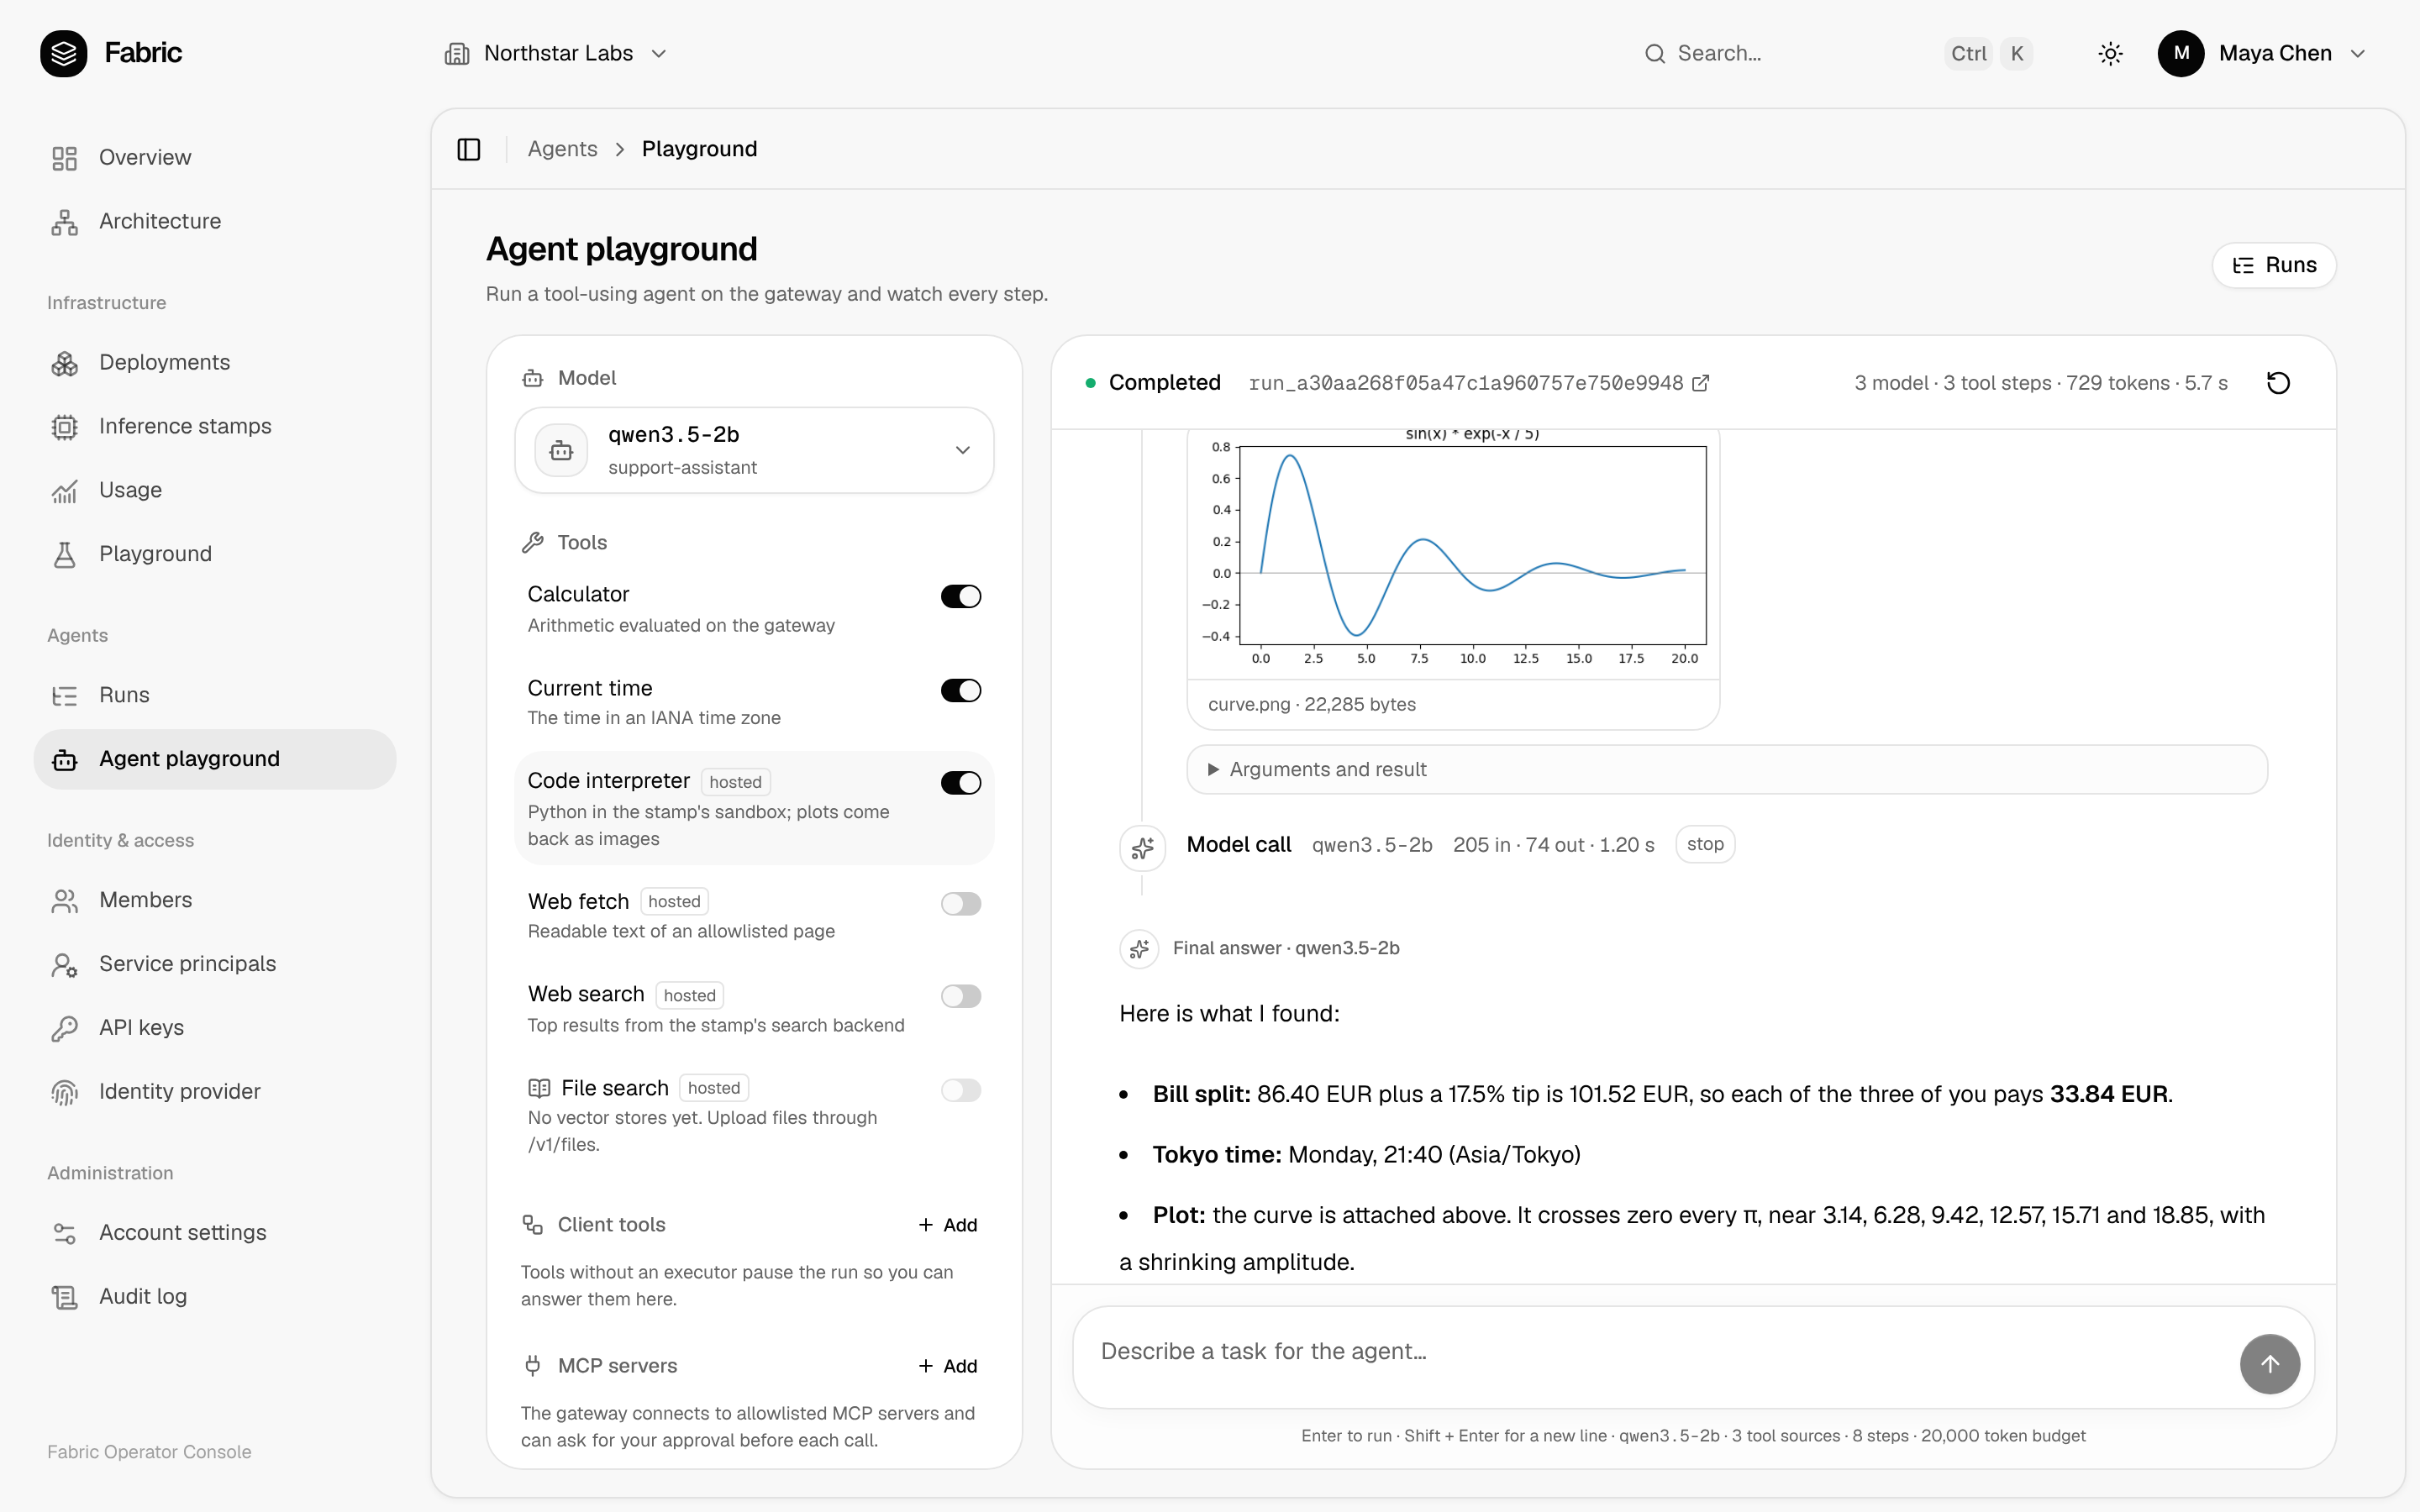 Fabric
Northstar Labs
Search...
Ctrl K
M
Maya Chen
Overview
Architecture
Infrastructure
Deployments
Inference stamps
Usage
Playground
Agents
Runs
Agent playground
Identity & access
Members
Service principals
API keys
Identity provider
Administration
Account settings
Audit log
Fabric Operator Console
Agents > Playground
Agent playground
Run a tool-using agent on the gateway and watch every step.
Runs
Model
qwen3.5-2b
support-assistant
Tools
Calculator
Arithmetic evaluated on the gateway
Current time
The time in an IANA time zone
Code interpreter hosted
Python in the stamp's sandbox; plots come
back as images
Web fetch hosted
Readable text of an allowlisted page
Web search hosted
Top results from the stamp's search backend
File search hosted
No vector stores yet. Upload files through
/v1/files.
Client tools
+ Add
Tools without an executor pause the run so you can
answer them here.
MCP servers
+ Add
The gateway connects to allowlisted MCP servers and
can ask for your approval before each call.
Completed run_a30aa268f05a47c1a960757e750e9948
3 model · 3 tool steps · 729 tokens · 5.7 s
sin(x) * exp(-x / 5)
0.8
0.6
0.4
0.2
0.0
−0.2
−0.4
0.0 2.5 5.0 7.5 10.0 12.5 15.0 17.5 20.0
curve.png · 22,285 bytes
Arguments and result
Model call qwen3.5-2b 205 in · 74 out · 1.20 s stop
Final answer · qwen3.5-2b
Here is what I found:
• Bill split: 86.40 EUR plus a 17.5% tip is 101.52 EUR, so each of the three of you pays 33.84 EUR.
• Tokyo time: Monday, 21:40 (Asia/Tokyo)
• Plot: the curve is attached above. It crosses zero every π, near 3.14, 6.28, 9.42, 12.57, 15.71 and 18.85, with
a shrinking amplitude.
Describe a task for the agent...
Enter to run · Shift + Enter for a new line · qwen3.5-2b · 3 tool sources · 8 steps · 20,000 token budget